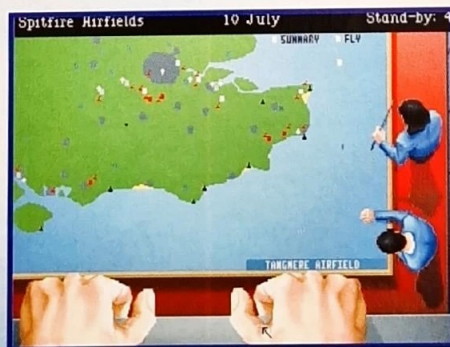 Spitfire Airfields 10 July Stand-by: 4
SUMMARY FLY
TANGMERE AIRFIELD